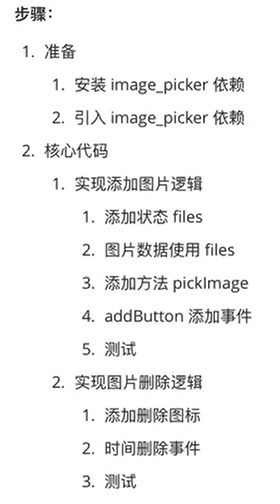 步骤：
1. 准备
1. 安装 image_picker 依赖
2. 引入 image_picker 依赖
2. 核心代码
1. 实现添加图片逻辑
1. 添加状态 files
2. 图片数据使用 files
3. 添加方法 pickImage
4. addButton 添加事件
5. 测试
2. 实现图片删除逻辑
1. 添加删除图标
2. 时间删除事件
3. 测试